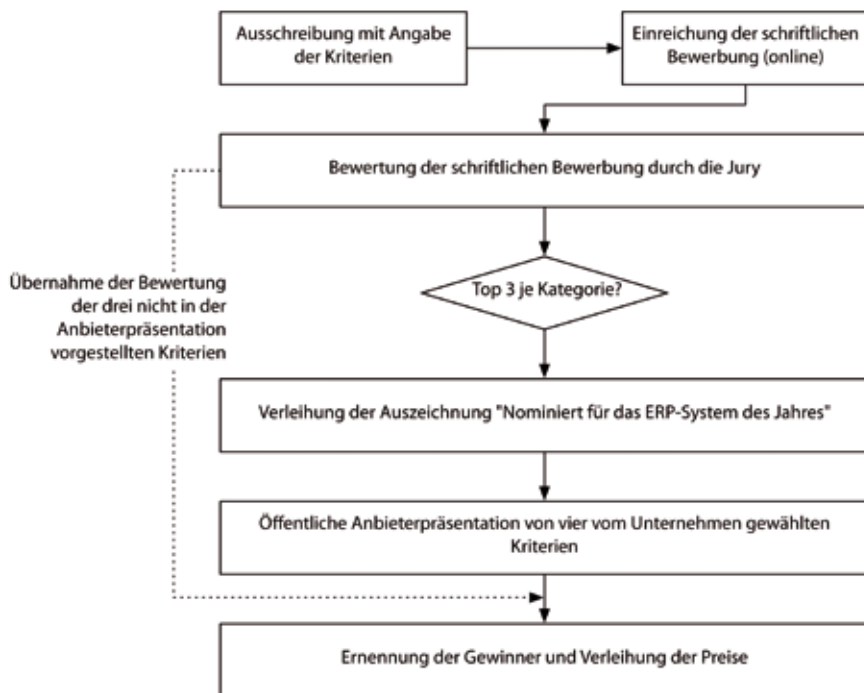 Ausschreibung mit Angabe
der Kriterien
Einreichung der schriftlichen
Bewerbung (online)
Bewertung der schriftlichen Bewerbung durch die Jury
Übernahme der Bewertung
der drei nicht in der
Anbieterpräsentation
vorgestellten Kriterien
Top 3 je Kategorie?
Verleihung der Auszeichnung "Nominiert für das ERP-System des Jahres"
Öffentliche Anbieterpräsentation von vier vom Unternehmen gewählten
Kriterien
Ernennung der Gewinner und Verleihung der Preise